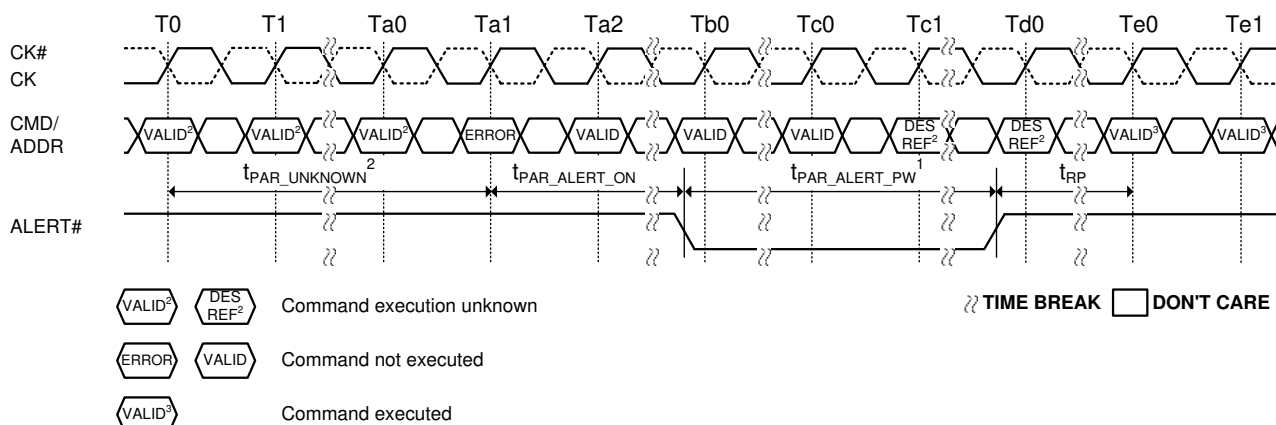 T0 T1 Ta0 Ta1 Ta2 Tb0 Tc0 Tc1 Td0 Te0 Te1
CK#
CK
CMD/
ADDR
VALID² VALID² VALID² ERROR VALID VALID VALID DES REF² DES REF² VALID³ VALID³
tPAR_UNKNOWN² tPAR_ALERT_ON tPAR_ALERT_PW¹ tRP
ALERT#
VALID² DES REF² Command execution unknown
TIME BREAK DON'T CARE
ERROR VALID Command not executed
VALID³ Command executed